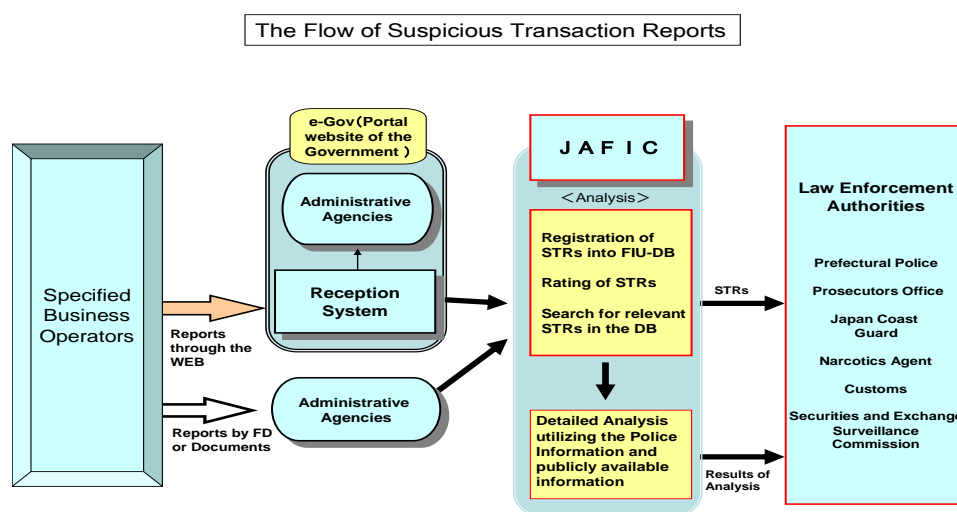 The Flow of Suspicious Transaction Reports
Specified
Business
Operators
Reports
through the
WEB
Reports by FD
or Documents
e-Gov(Portal
website of the
Government )
Administrative
Agencies
Reception
System
Administrative
Agencies
ＪＡＦＩＣ
＜Analysis＞
Registration of
STRs into FIU-DB
Rating of STRs
Search for relevant
STRs in the DB
Detailed Analysis
utilizing the Police
Information and
publicly available
information
STRs
Results of
Analysis
Law Enforcement
Authorities
Prefectural Police
Prosecutors Office
Japan Coast
Guard
Narcotics Agent
Customs
Securities and Exchange
Surveillance
Commission